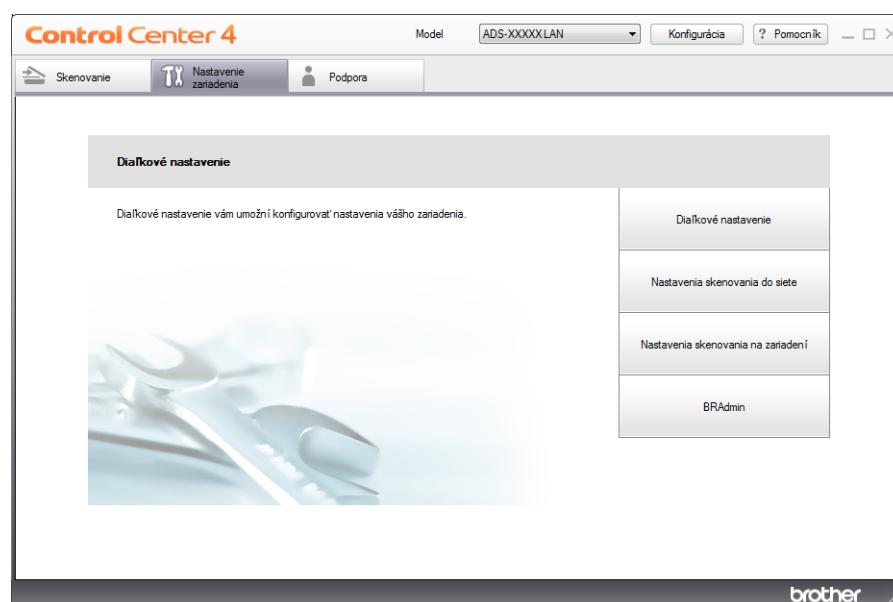 Control Center 4
Model
ADS-XXXXX LAN
Konfigurácia
? Pomocník
Skenovanie
Nastavenie
zariadenia
Podpora
Diaľkové nastavenie
Diaľkové nastavenie vám umožní konfigurovať nastavenia vášho zariadenia.
Diaľkové nastavenie
Nastavenia skenovania do siete
Nastavenia skenovania na zariadení
BRAdmin
brother